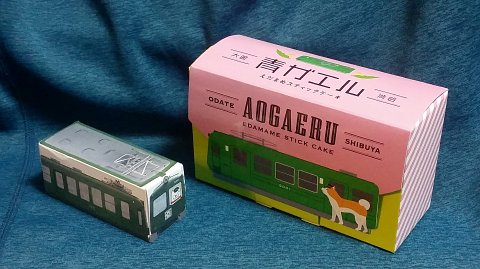 大館
青ガエル
渋谷
えだまめスティックケーキ
ODATE
AOGAERU
EDAMAME STICK CAKE
SHIBUYA
5001